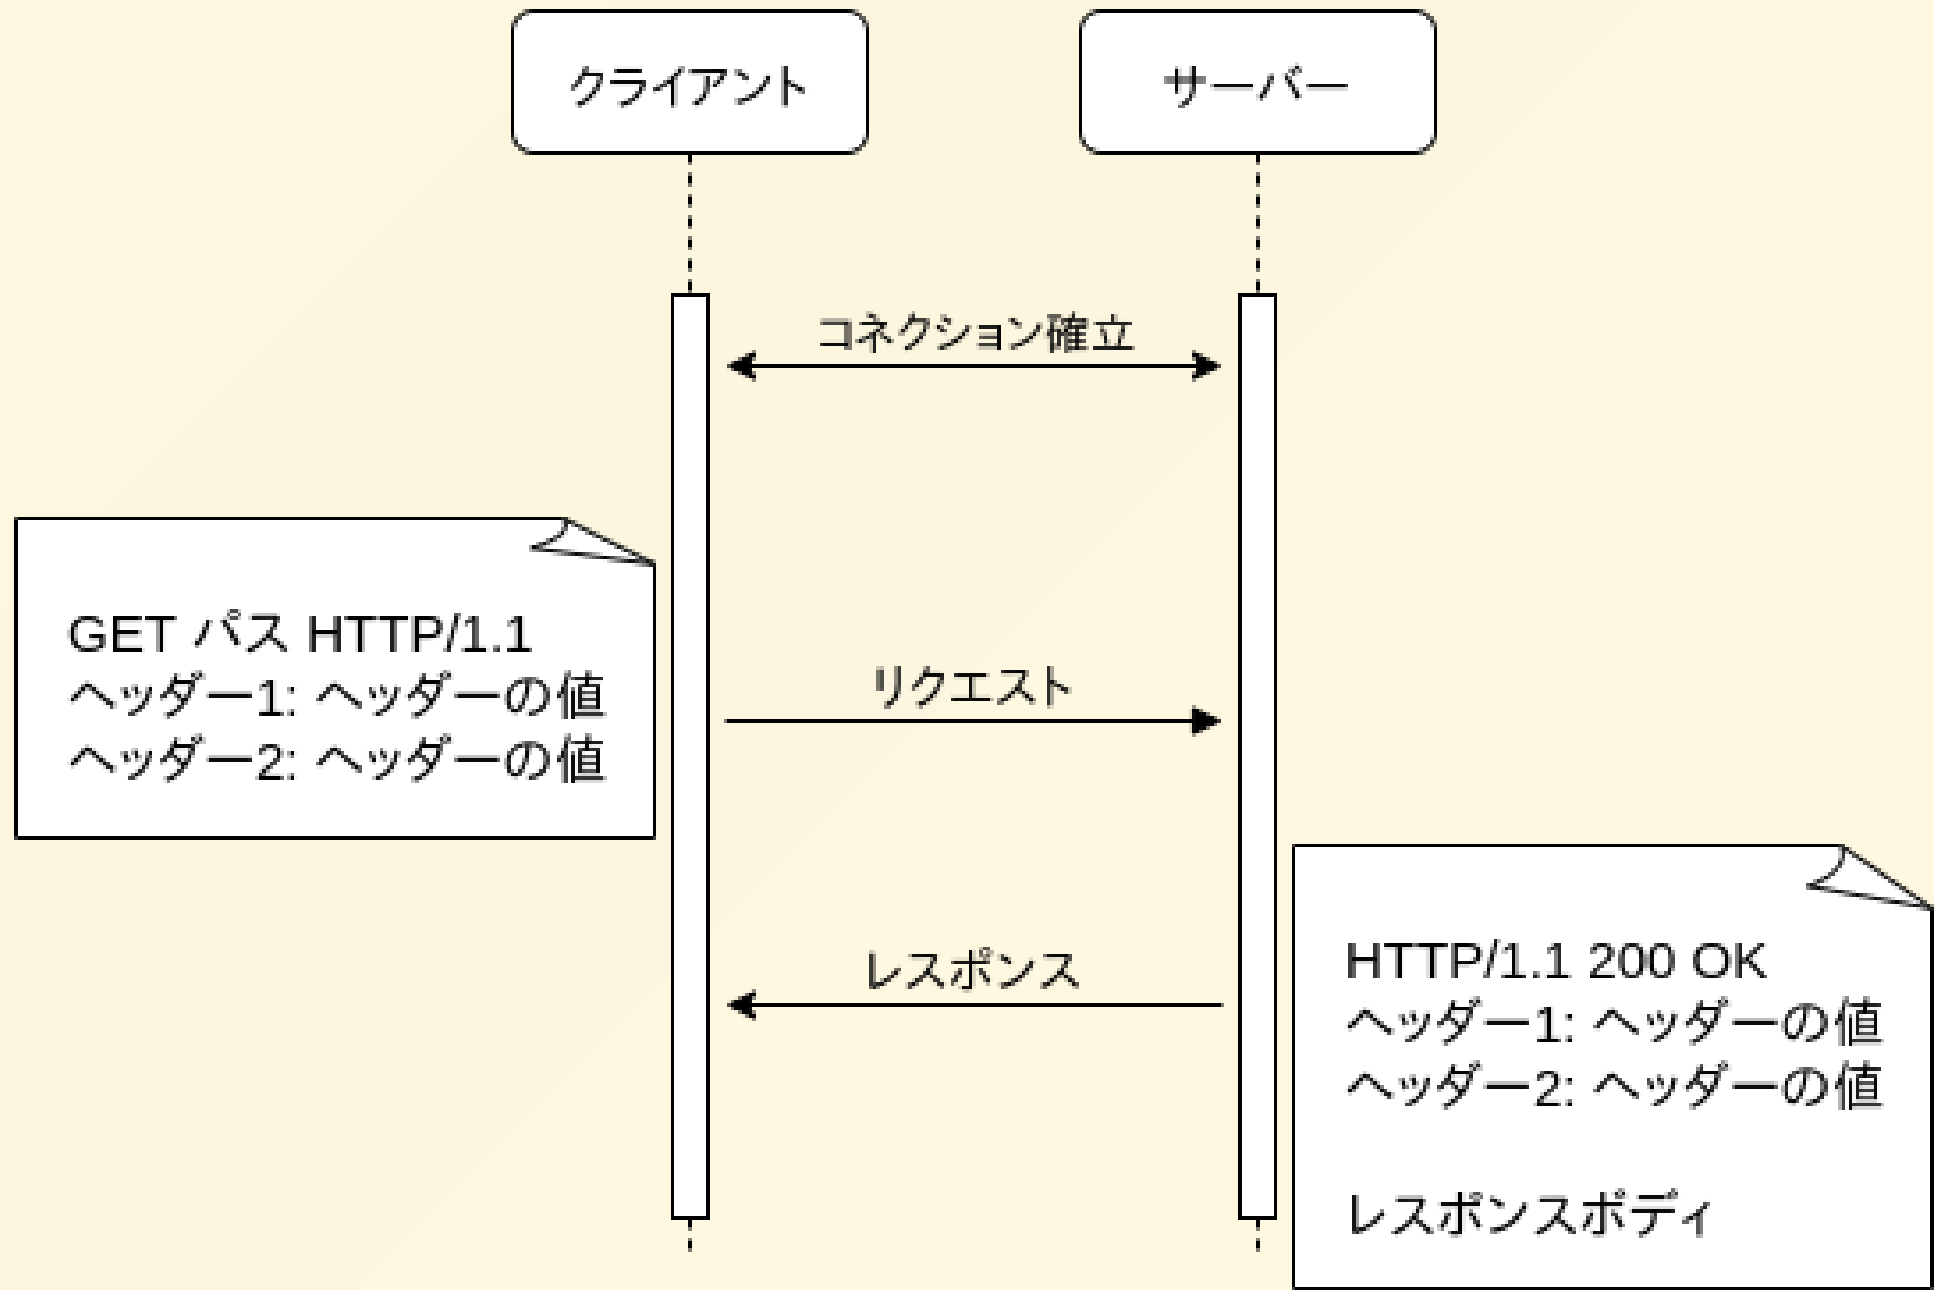 クライアント
サーバー
コネクション確立
GET パス HTTP/1.1
ヘッダー1: ヘッダーの値
ヘッダー2: ヘッダーの値
リクエスト
レスポンス
HTTP/1.1 200 OK
ヘッダー1: ヘッダーの値
ヘッダー2: ヘッダーの値
レスポンスボディ